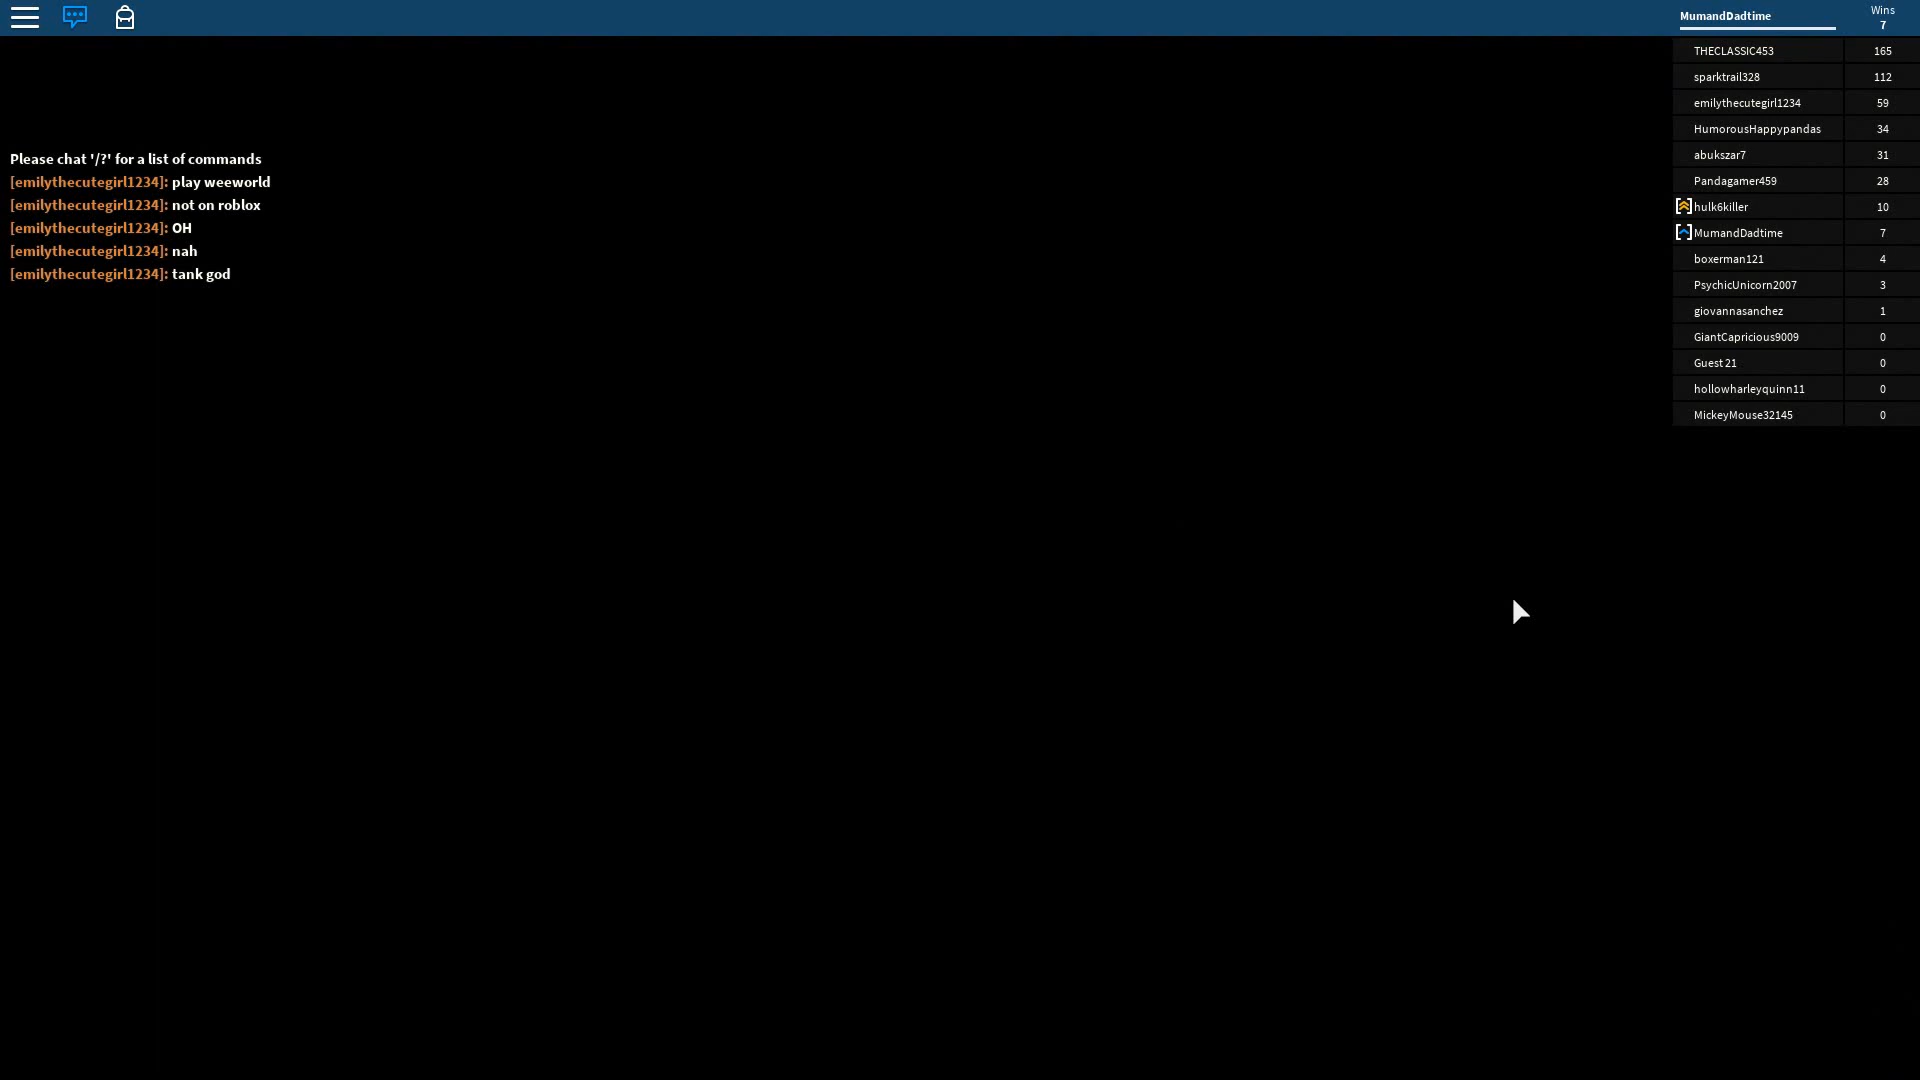 MumandDadtime
Wins
7
THECLASSIC453 165
sparktrail328 112
emilythecutegirl1234 59
HumorousHappypandas 34
abukszar7 31
Pandagamer459 28
hulk6killer 10
MumandDadtime 7
boxerman121 4
PsychicUnicorn2007 3
giovannasanchez 1
GiantCapricious9009 0
Guest 21 0
hollowharleyquinn11 0
MickeyMouse32145 0
Please chat '/?' for a list of commands
[emilythecutegirl1234]: play weeworld
[emilythecutegirl1234]: not on roblox
[emilythecutegirl1234]: OH
[emilythecutegirl1234]: nah
[emilythecutegirl1234]: tank god